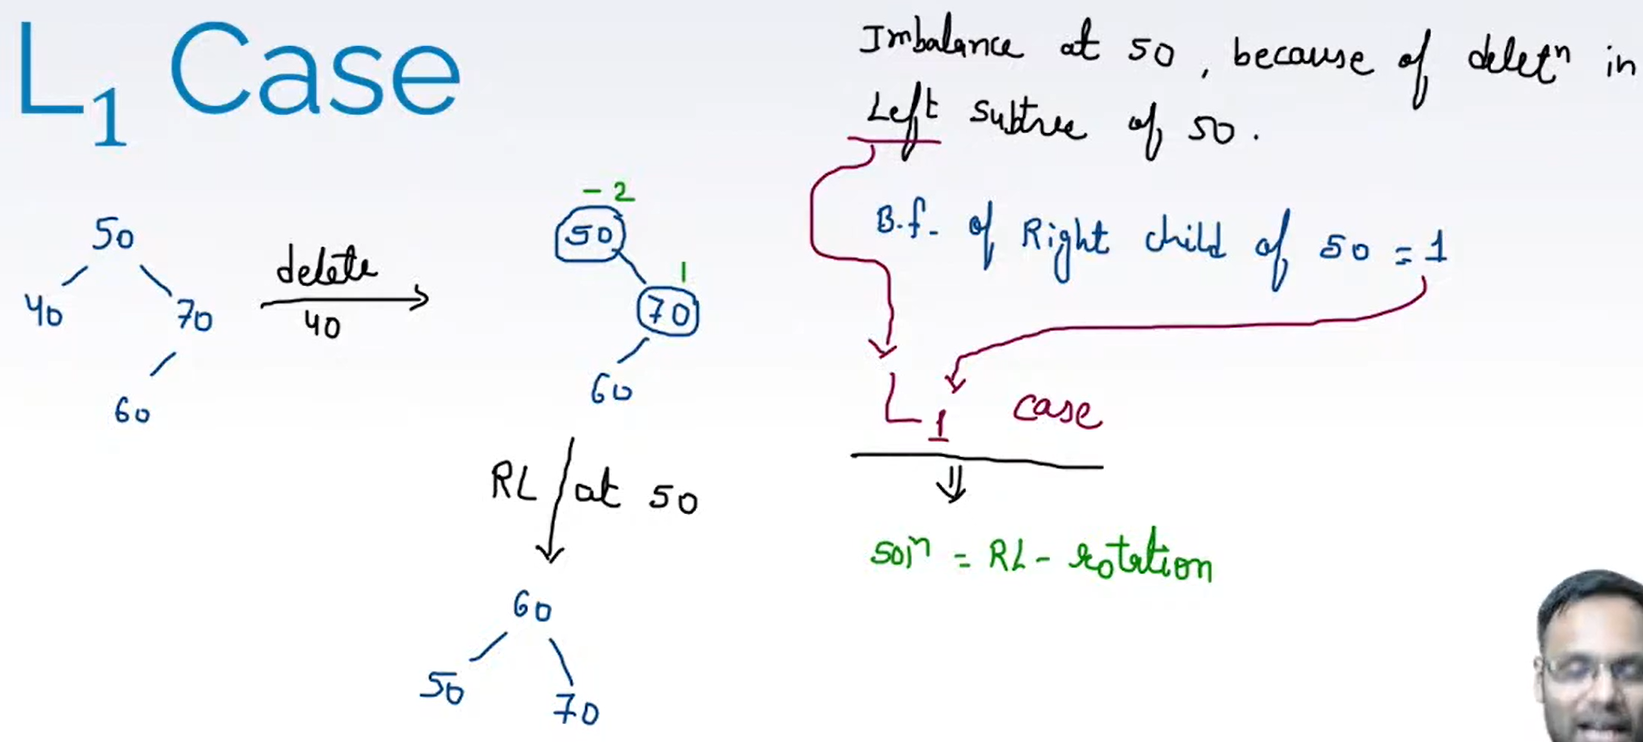 L1 Case
Imbalance at 50, because of deletⁿ in
Left Subtree of 50.
B.f. of Right child of 50 = 1
L1 case
⇓
solⁿ = RL - rotation
50
40 70
60
delete
40
-2
50
1
70
60
RL at 50
60
50 70